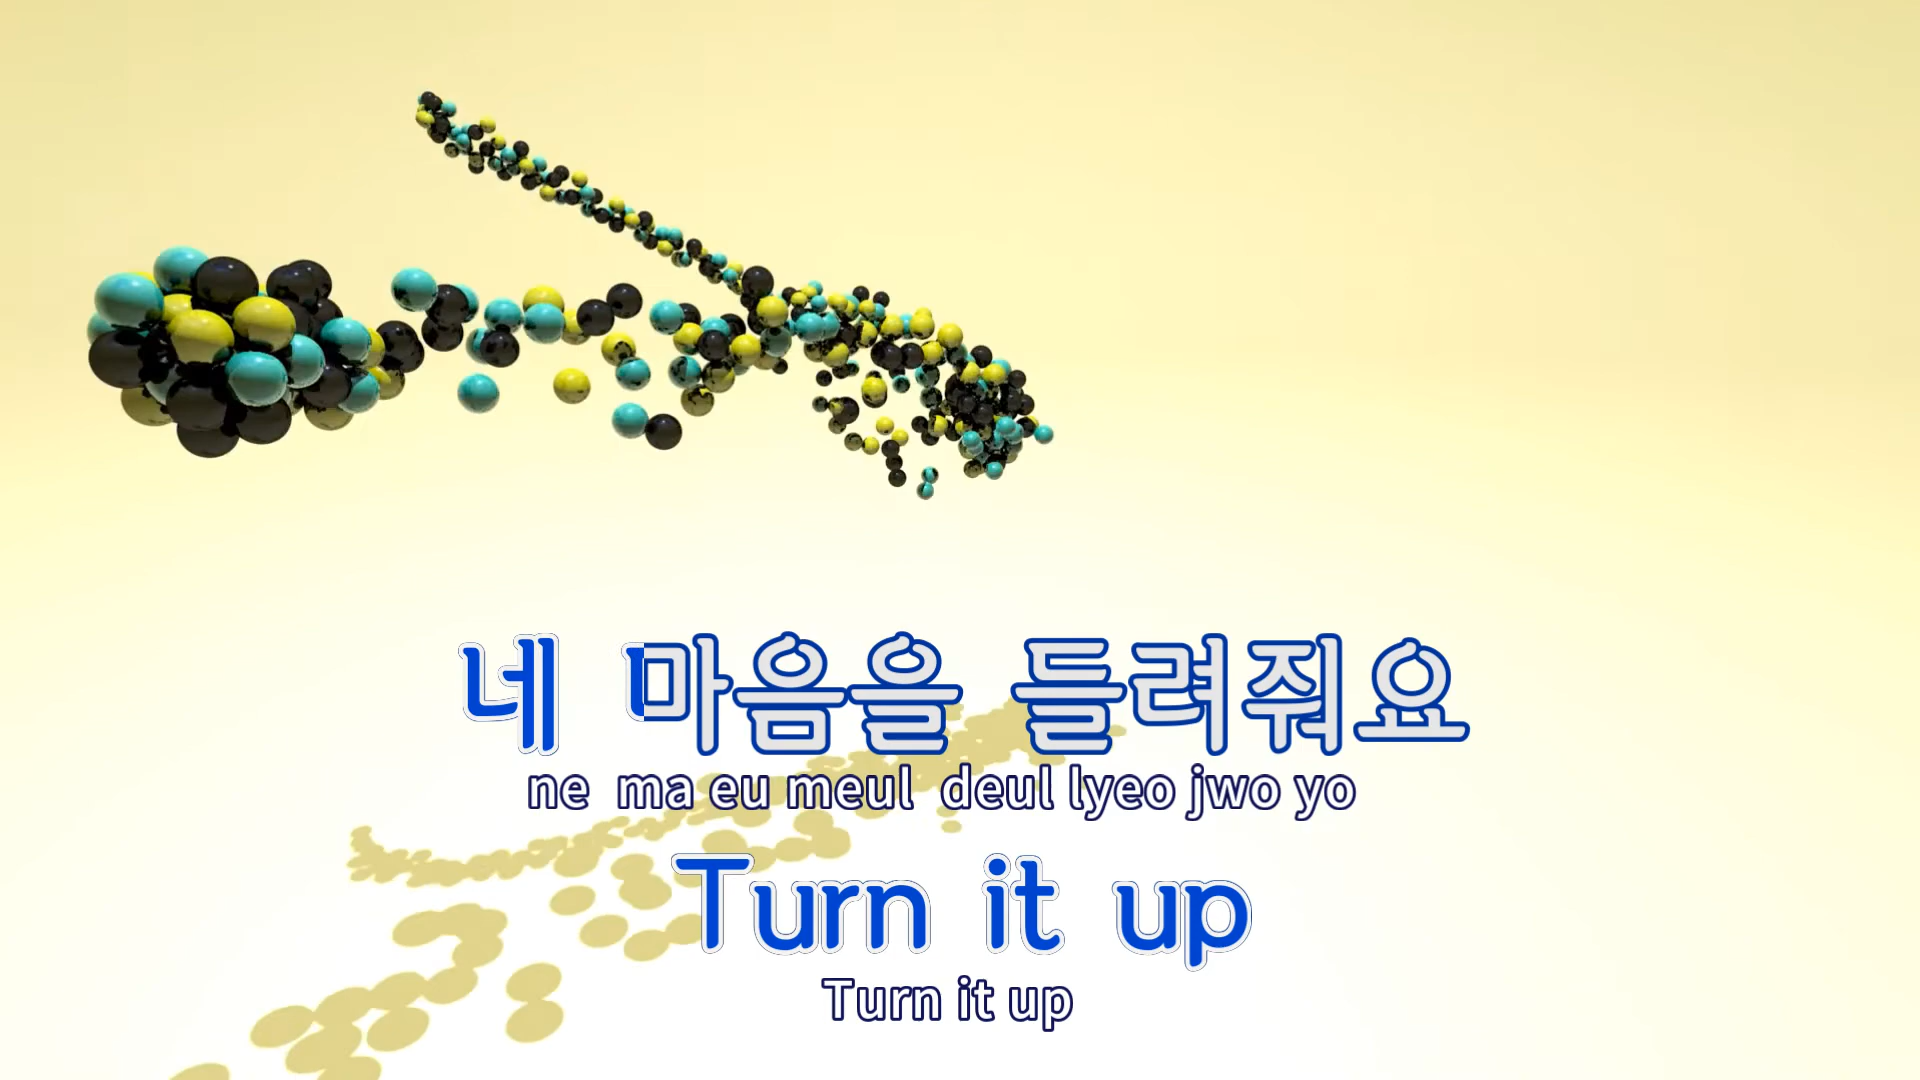 네 마음을 들려줘요
ne ma eu meul deul lyeo jwo yo
Turn it up
Turn it up